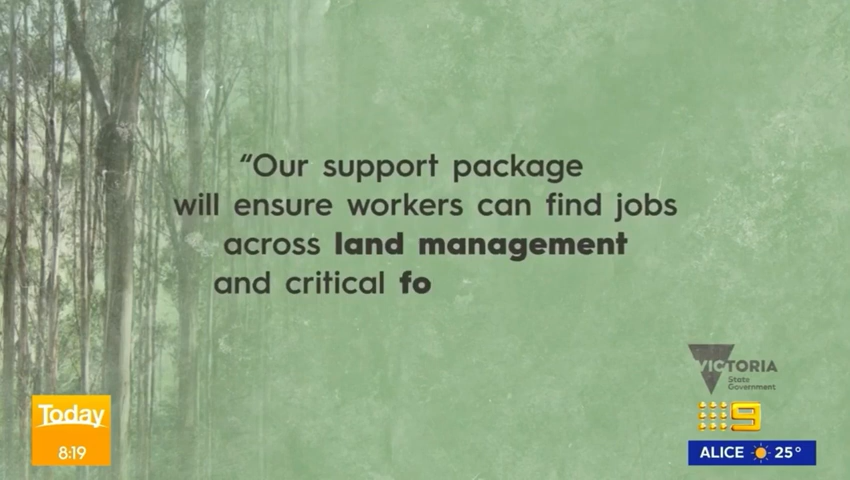 “Our support package
will ensure workers can find jobs
across land management
and critical fo
VICTORIA
State
Government
Today
8:19
9
ALICE 25°